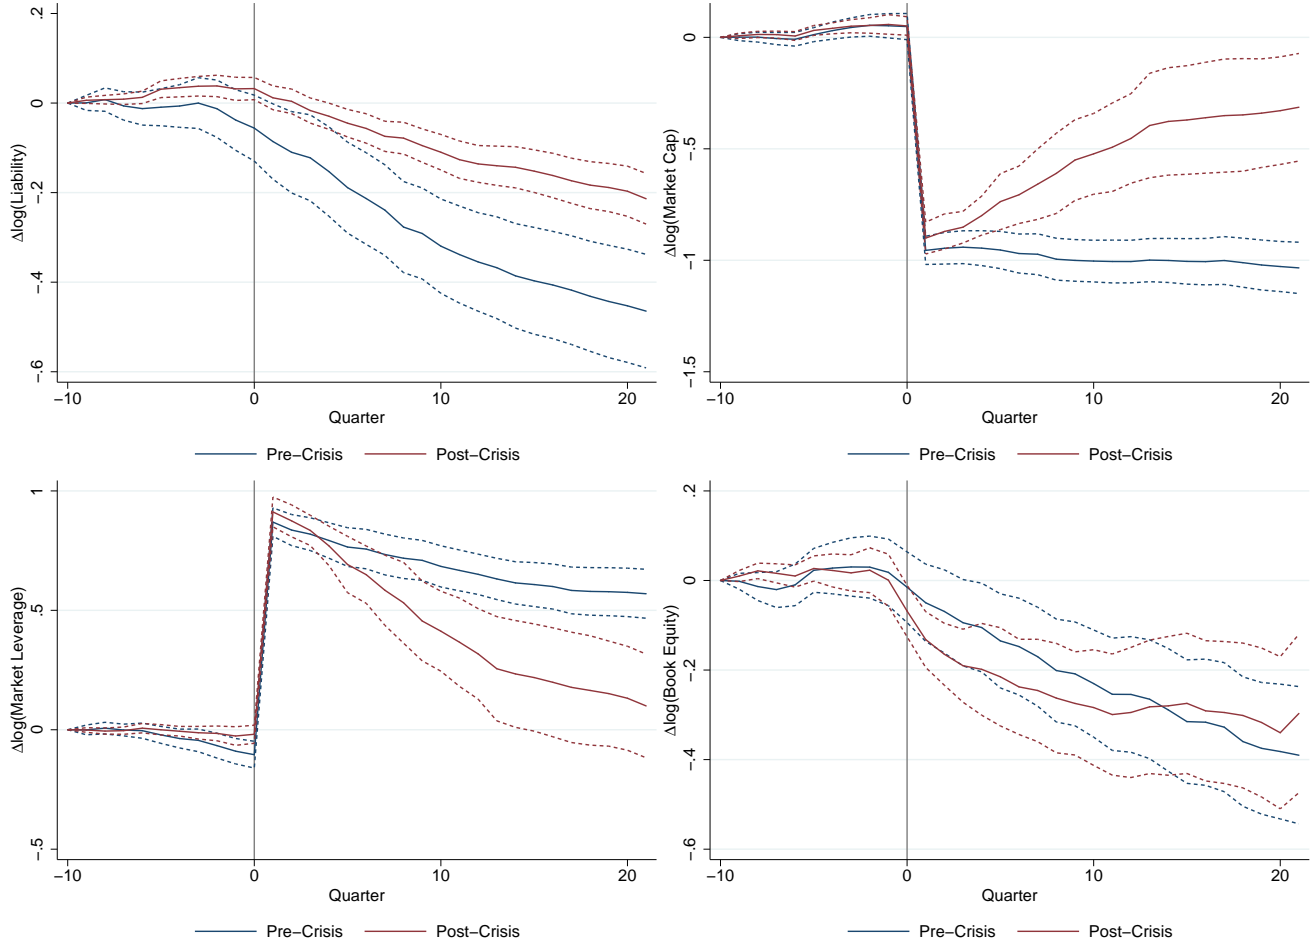 Δlog(Liability)
.2
0
−.2
−.4
−.6
−10
0
10
20
Quarter
Pre−Crisis
Post−Crisis
Δlog(Market Cap)
0
−.5
−1
−1.5
−10
0
10
20
Quarter
Pre−Crisis
Post−Crisis
Δlog(Market Leverage)
1
.5
0
−.5
−10
0
10
20
Quarter
Pre−Crisis
Post−Crisis
Δlog(Book Equity)
.2
0
−.2
−.4
−.6
−10
0
10
20
Quarter
Pre−Crisis
Post−Crisis